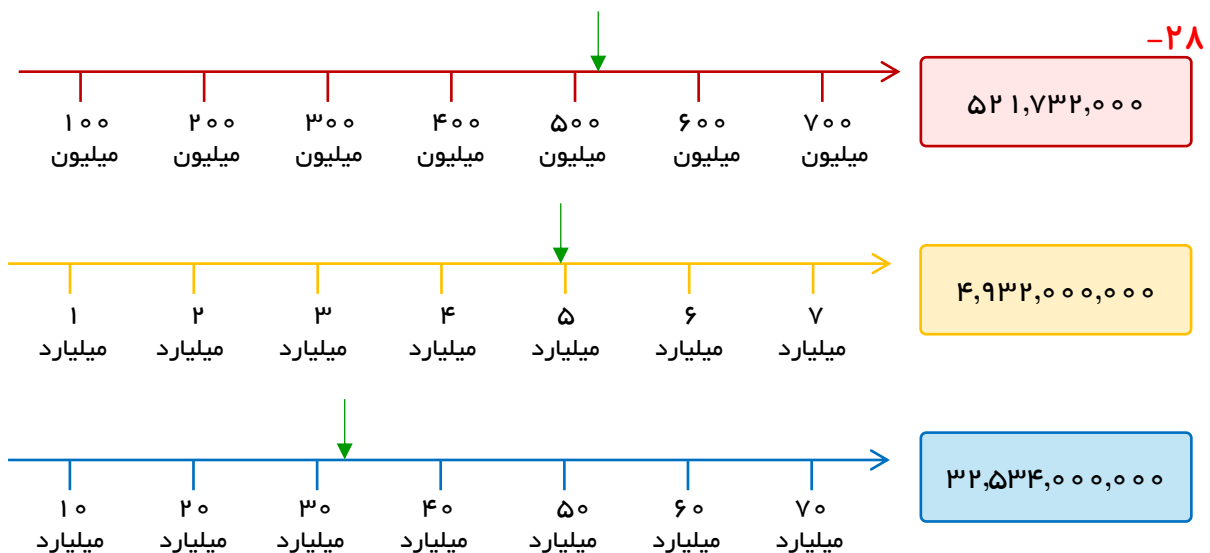 -۲۸
۵۲۱,۷۳۲,۰۰۰
۱۰۰ ۲۰۰ ۳۰۰ ۴۰۰ ۵۰۰ ۶۰۰ ۷۰۰
میلیون میلیون میلیون میلیون میلیون میلیون میلیون
۴,۹۳۲,۰۰۰,۰۰۰
۱ ۲ ۳ ۴ ۵ ۶ ۷
میلیارد میلیارد میلیارد میلیارد میلیارد میلیارد میلیارد
۳۲,۵۳۴,۰۰۰,۰۰۰
۱۰ ۲۰ ۳۰ ۴۰ ۵۰ ۶۰ ۷۰
میلیارد میلیارد میلیارد میلیارد میلیارد میلیارد میلیارد